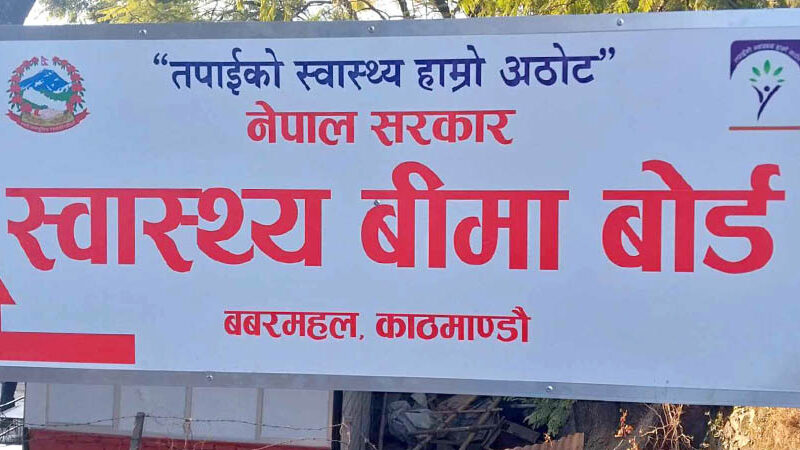 “तपाईको स्वास्थ्य हाम्रो अठोट”
नेपाल सरकार
स्वास्थ्य बीमा बोर्ड
बबरमहल, काठमाण्डौ